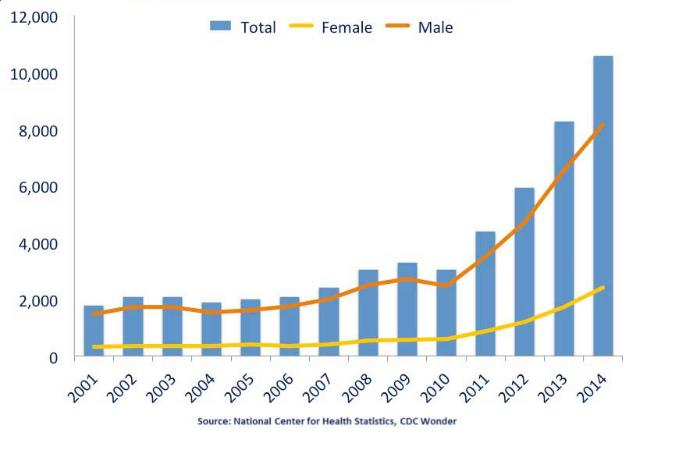 12,000
10,000
8,000
6,000
4,000
2,000
0
Total Female Male
2001 2002 2003 2004 2005 2006 2007 2008 2009 2010 2011 2012 2013 2014
Source: National Center for Health Statistics, CDC Wonder